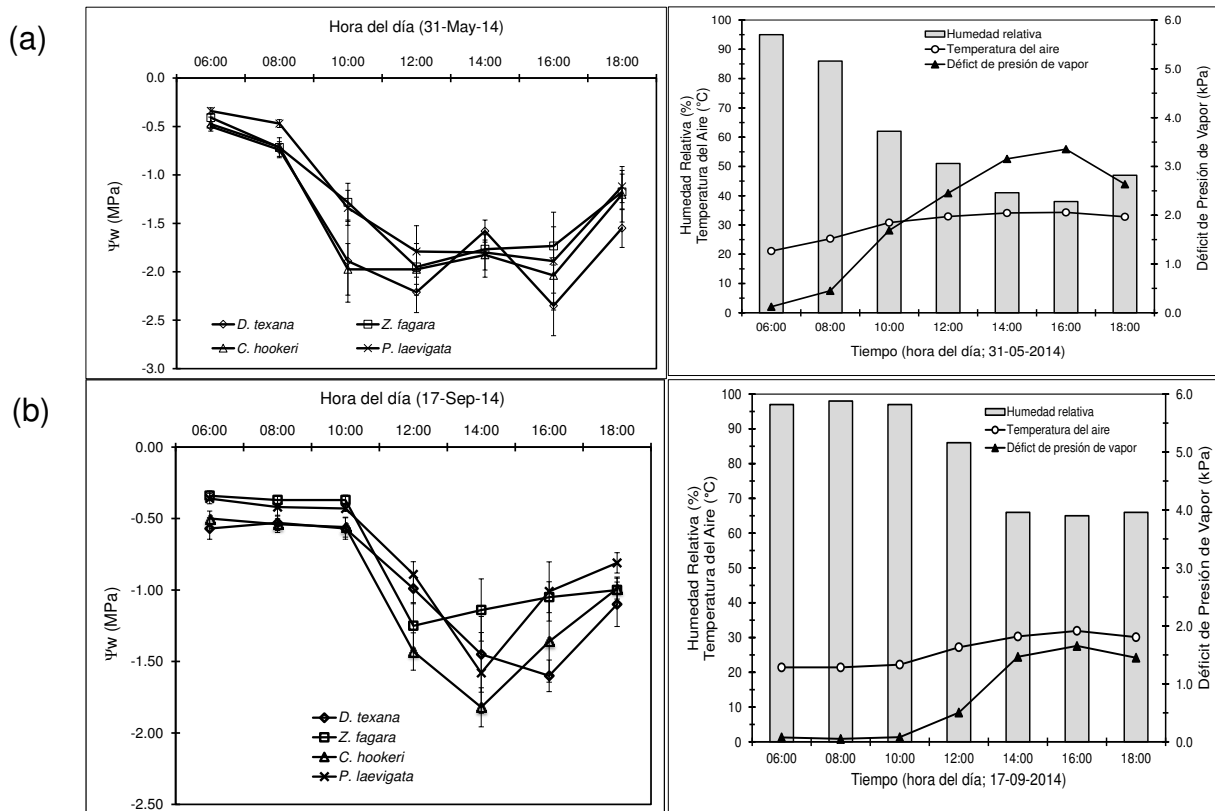 (a)
Hora del día (31-May-14)
06:00 08:00 10:00 12:00 14:00 16:00 18:00
0.0
-0.5
-1.0
-1.5
-2.0
-2.5
-3.0
Ψw (MPa)
D. texana
Z. fagara
C. hookeri
P. laevigata
100
90
80
70
60
50
40
30
20
10
0
Humedad Relativa (%)
Temperatura del Aire (°C)
Humedad relativa
Temperatura del aire
Défict de presión de vapor
6.0
5.0
4.0
3.0
2.0
1.0
0.0
Déficit de Presión de Vapor (kPa)
06:00 08:00 10:00 12:00 14:00 16:00 18:00
Tiempo (hora del día; 31-05-2014)
(b)
Hora del día (17-Sep-14)
06:00 08:00 10:00 12:00 14:00 16:00 18:00
0.00
-0.50
-1.00
-1.50
-2.00
-2.50
Ψw (MPa)
D. texana
Z. fagara
C. hookeri
P. laevigata
100
90
80
70
60
50
40
30
20
10
0
Humedad Relativa (%)
Temperatura del Aire (°C)
Humedad relativa
Temperatura del aire
Défict de presión de vapor
6.0
5.0
4.0
3.0
2.0
1.0
0.0
Déficit de Presión de Vapor (kPa)
06:00 08:00 10:00 12:00 14:00 16:00 18:00
Tiempo (hora del día; 17-09-2014)